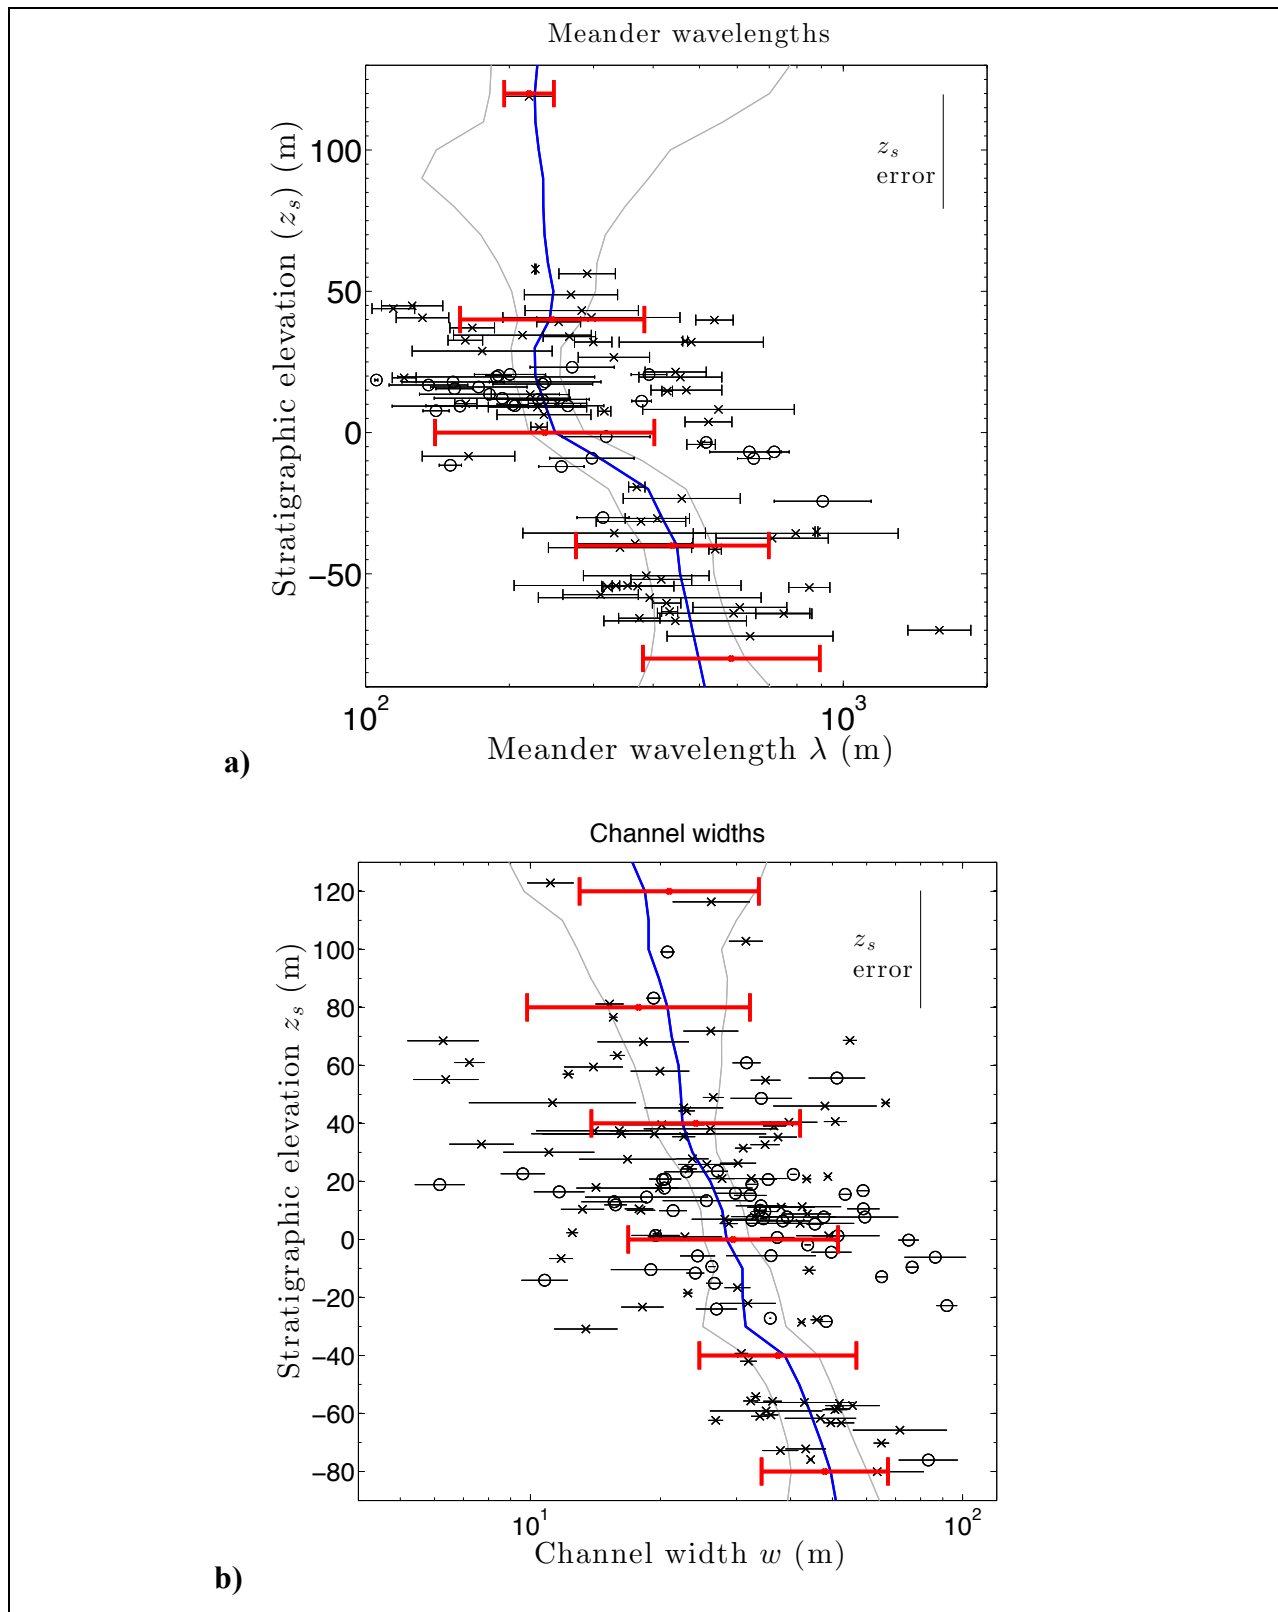 Meander wavelengths
Stratigraphic elevation (z_s) (m)
100
50
0
−50
z_s
error
10^2
10^3
Meander wavelength λ (m)
a)
Channel widths
Stratigraphic elevation z_s (m)
120
100
80
60
40
20
0
−20
−40
−60
−80
z_s
error
10^1
10^2
Channel width w (m)
b)